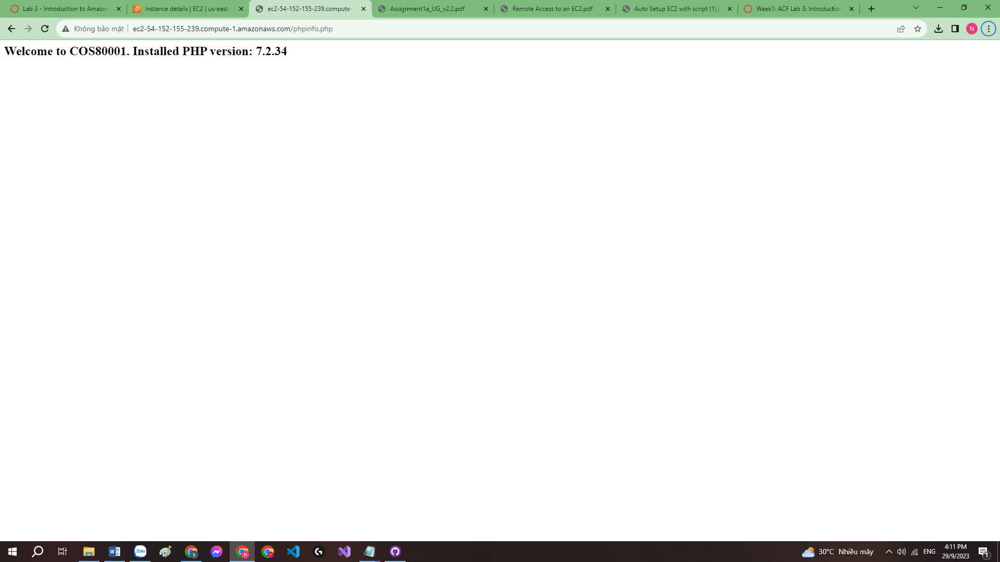 Lab 3 - Introduction to Amazon
Instance details | EC2 | us-east-
ec2-54-152-155-239.compute-1
Assignment1a_UG_v2.2.pdf
Remote Access to an EC2.pdf
Auto Setup EC2 with script (1).p
Week1: ACF Lab 3: Introduction
Không bảo mật
ec2-54-152-155-239.compute-1.amazonaws.com/phpinfo.php
N
Welcome to COS80001. Installed PHP version: 7.2.34
W
Zalo
b
N
p
30°C Nhiều mây
ENG
4:11 PM
29/9/2023
1